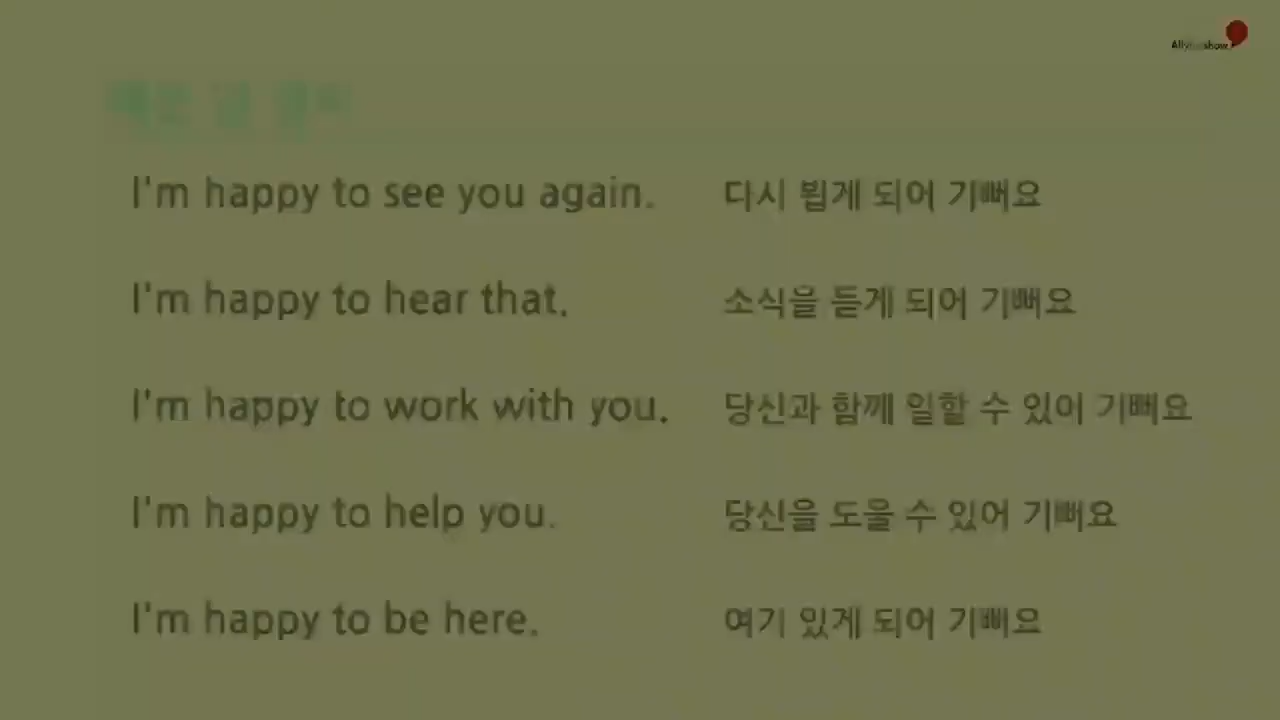 I'm happy to see you again. 다시 뵙게 되어 기뻐요
I'm happy to hear that. 소식을 듣게 되어 기뻐요
I'm happy to work with you. 당신과 함께 일할 수 있어 기뻐요
I'm happy to help you. 당신을 도울 수 있어 기뻐요
I'm happy to be here. 여기 있게 되어 기뻐요